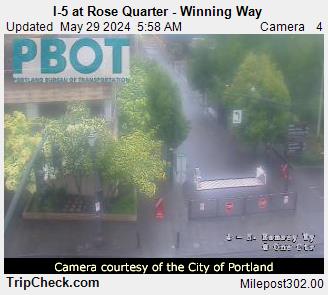 I-5 at Rose Quarter - Winning Way
Updated May 29 2024 5:58 AM Camera 4
PBOT
PORTLAND BUREAU OF TRANSPORTATION
Camera courtesy of the City of Portland
TripCheck.com Milepost302.00